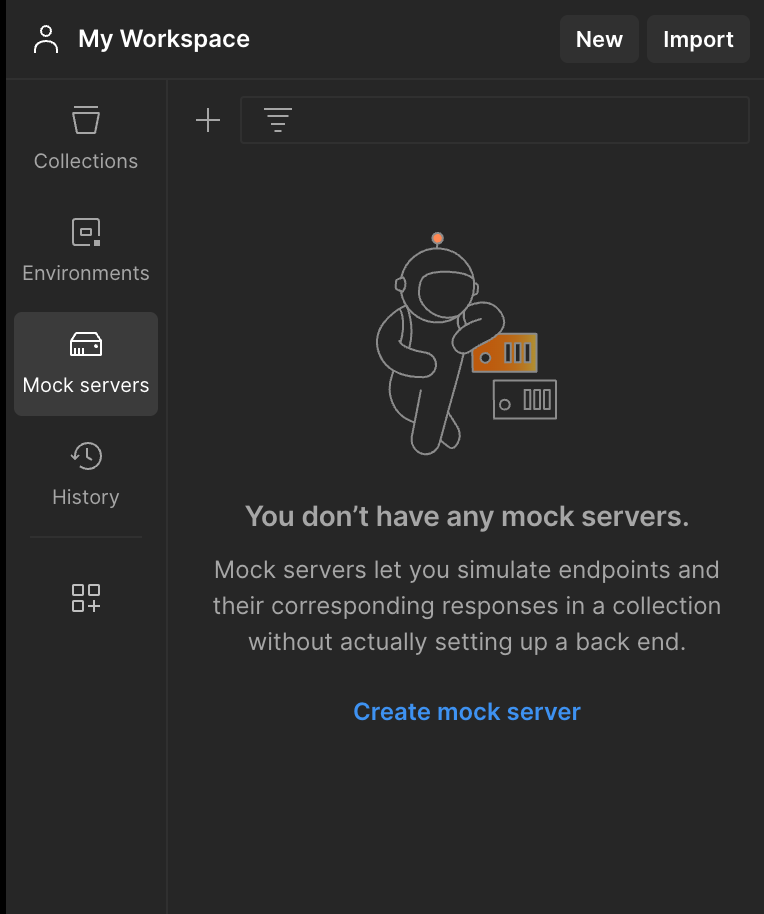 My Workspace
New
Import
Collections
Environments
Mock servers
History
You don’t have any mock servers.
Mock servers let you simulate endpoints and
their corresponding responses in a collection
without actually setting up a back end.
Create mock server